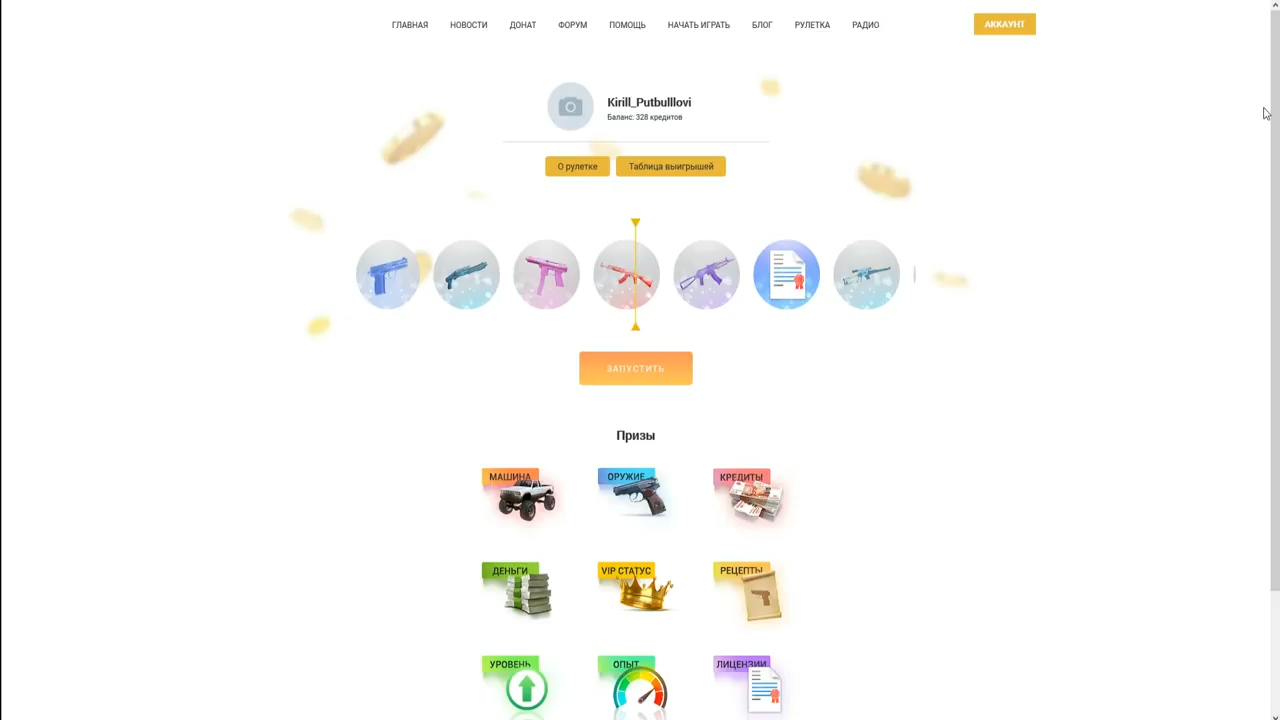 ГЛАВНАЯ НОВОСТИ ДОНАТ ФОРУМ ПОМОЩЬ НАЧАТЬ ИГРАТЬ БЛОГ РУЛЕТКА РАДИО АККАУНТ
Kirill_Putbulllovi
Баланс: 328 кредитов
О рулетке Таблица выигрышей
ЗАПУСТИТЬ
Призы
МАШИНА ОРУЖИЕ КРЕДИТЫ
ДЕНЬГИ VIP СТАТУС РЕЦЕПТЫ
УРОВЕНЬ ОПЫТ ЛИЦЕНЗИИ